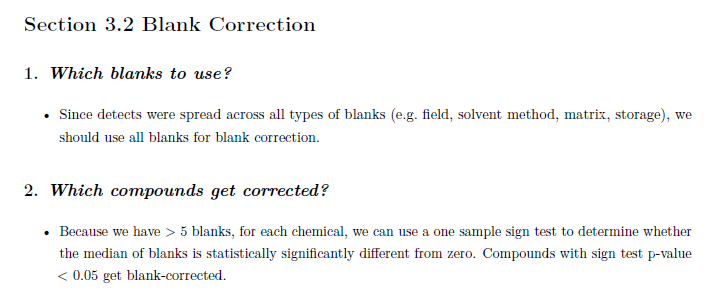 Section 3.2 Blank Correction
1. Which blanks to use?
• Since detects were spread across all types of blanks (e.g. field, solvent method, matrix, storage), we
should use all blanks for blank correction.
2. Which compounds get corrected?
• Because we have > 5 blanks, for each chemical, we can use a one sample sign test to determine whether
the median of blanks is statistically significantly different from zero. Compounds with sign test p-value
< 0.05 get blank-corrected.